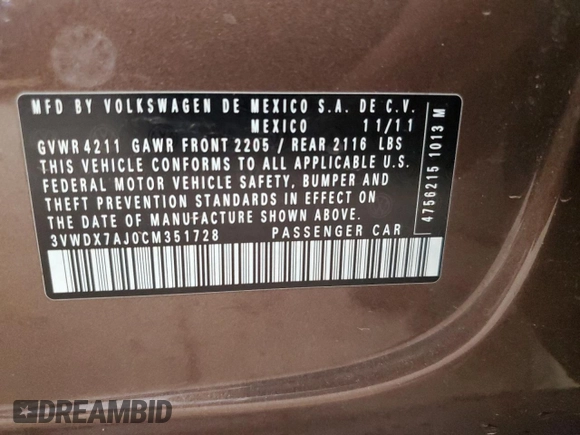 MFD BY VOLKSWAGEN DE MEXICO S.A. DE C.V.
MEXICO 11/11
GVWR 4211 GAWR FRONT 2205 / REAR 2116 LBS
THIS VEHICLE CONFORMS TO ALL APPLICABLE U.S.
FEDERAL MOTOR VEHICLE SAFETY, BUMPER AND
THEFT PREVENTION STANDARDS IN EFFECT ON
THE DATE OF MANUFACTURE SHOWN ABOVE.
3VWDX7AJ0CM351728 PASSENGER CAR
4756215 1013 M
DREAMBID